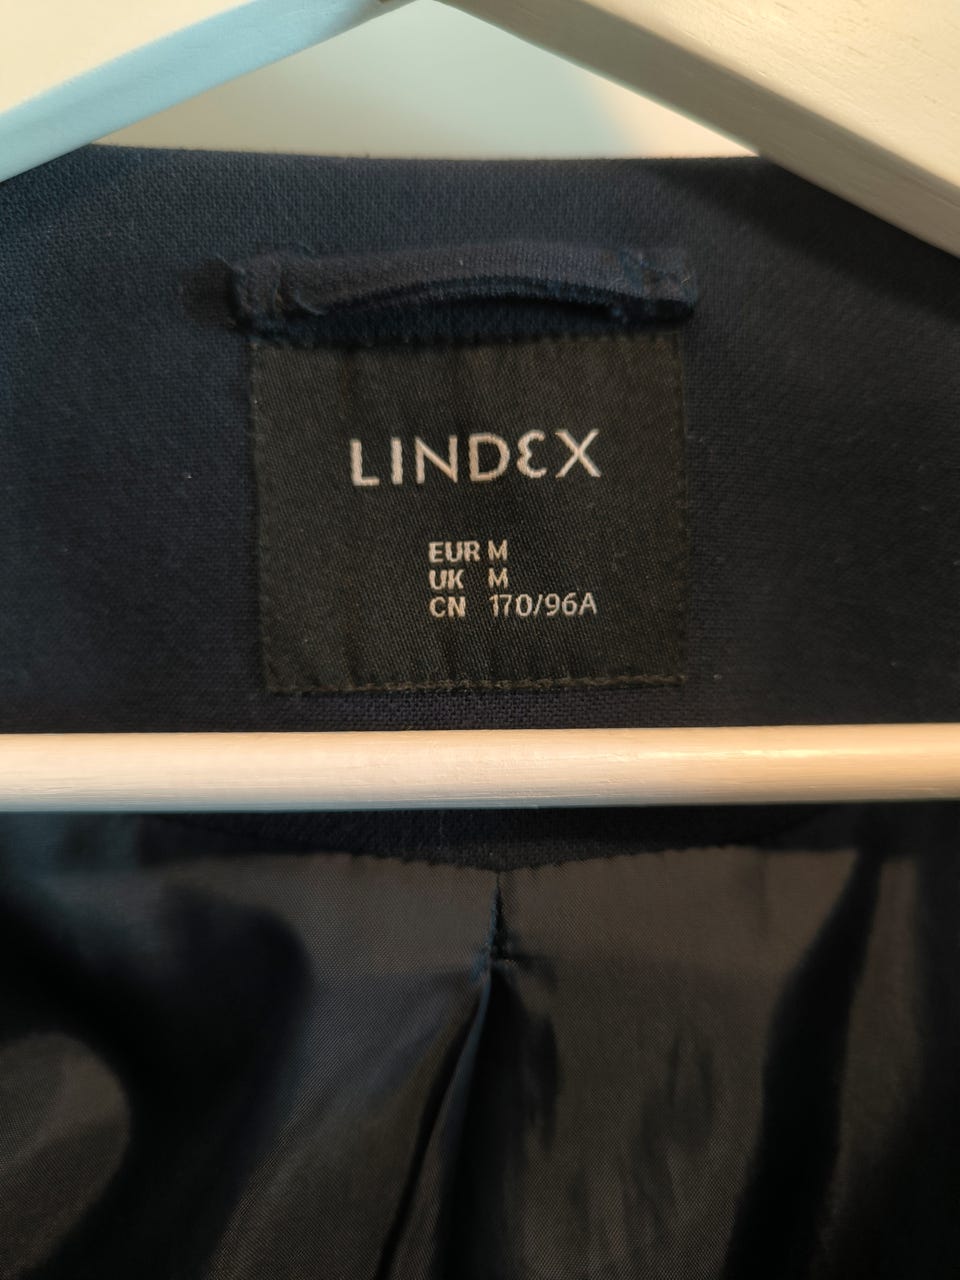 LINDEX
EUR M
UK M
CN 170/96A